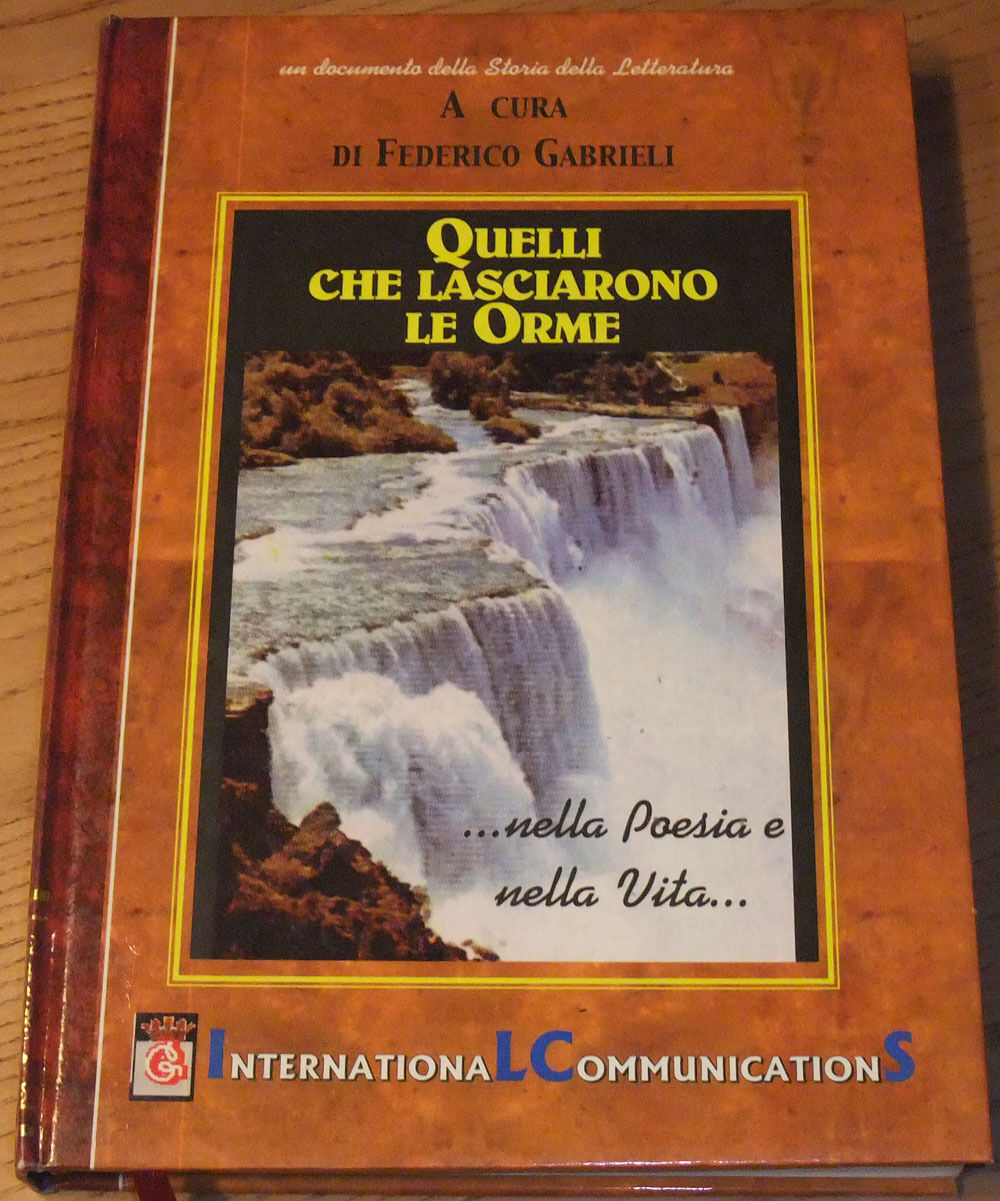 un documento della Storia della Letteratura
A CURA
DI FEDERICO GABRIELI
QUELLI
CHE LASCIARONO
LE ORME
...nella Poesia e
nella Vita...
INTERNATIONALCOMMUNICATIONS